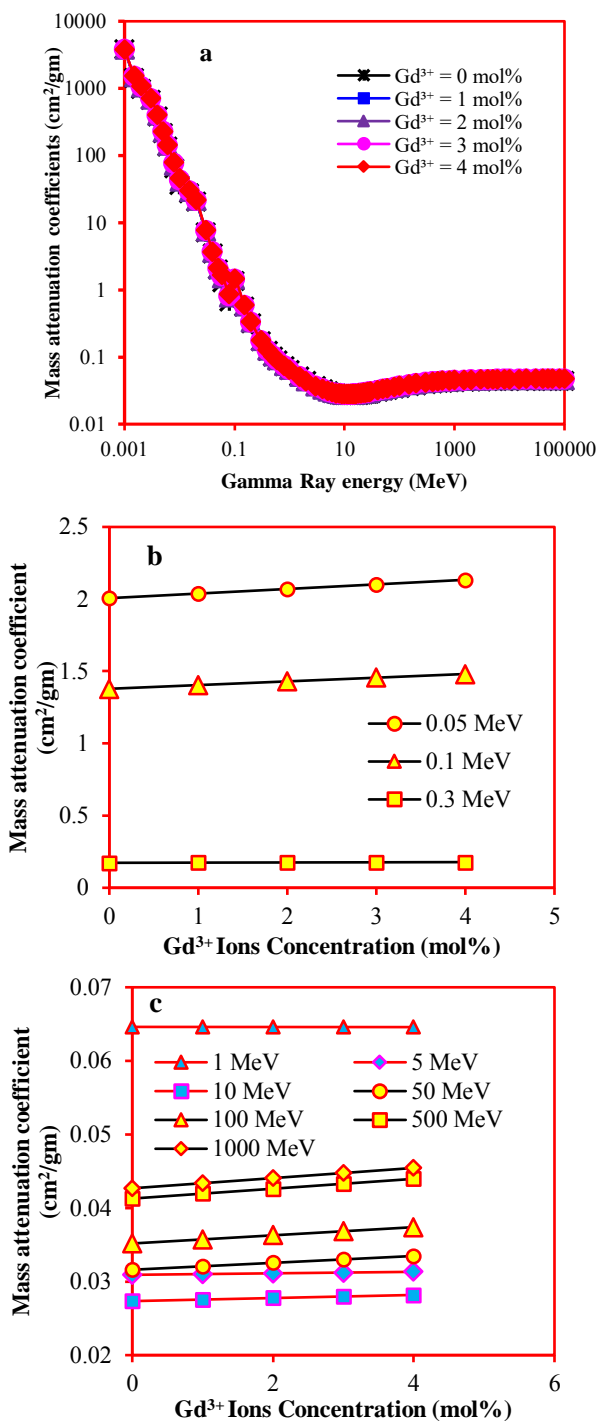 a
Mass attenuation coefficients (cm²/gm)
10000
1000
100
10
1
0.1
0.01
0.001
0.1
10
1000
100000
Gamma Ray energy (MeV)
Gd³⁺ = 0 mol%
Gd³⁺ = 1 mol%
Gd³⁺ = 2 mol%
Gd³⁺ = 3 mol%
Gd³⁺ = 4 mol%
b
Mass attenuation coefficient
(cm²/gm)
2.5
2
1.5
1
0.5
0
0
1
2
3
4
5
Gd³⁺ Ions Concentration (mol%)
0.05 MeV
0.1 MeV
0.3 MeV
c
Mass attenuation coefficient
(cm²/gm)
0.07
0.06
0.05
0.04
0.03
0.02
0
2
4
6
Gd³⁺ Ions Concentration (mol%)
1 MeV
5 MeV
10 MeV
50 MeV
100 MeV
500 MeV
1000 MeV